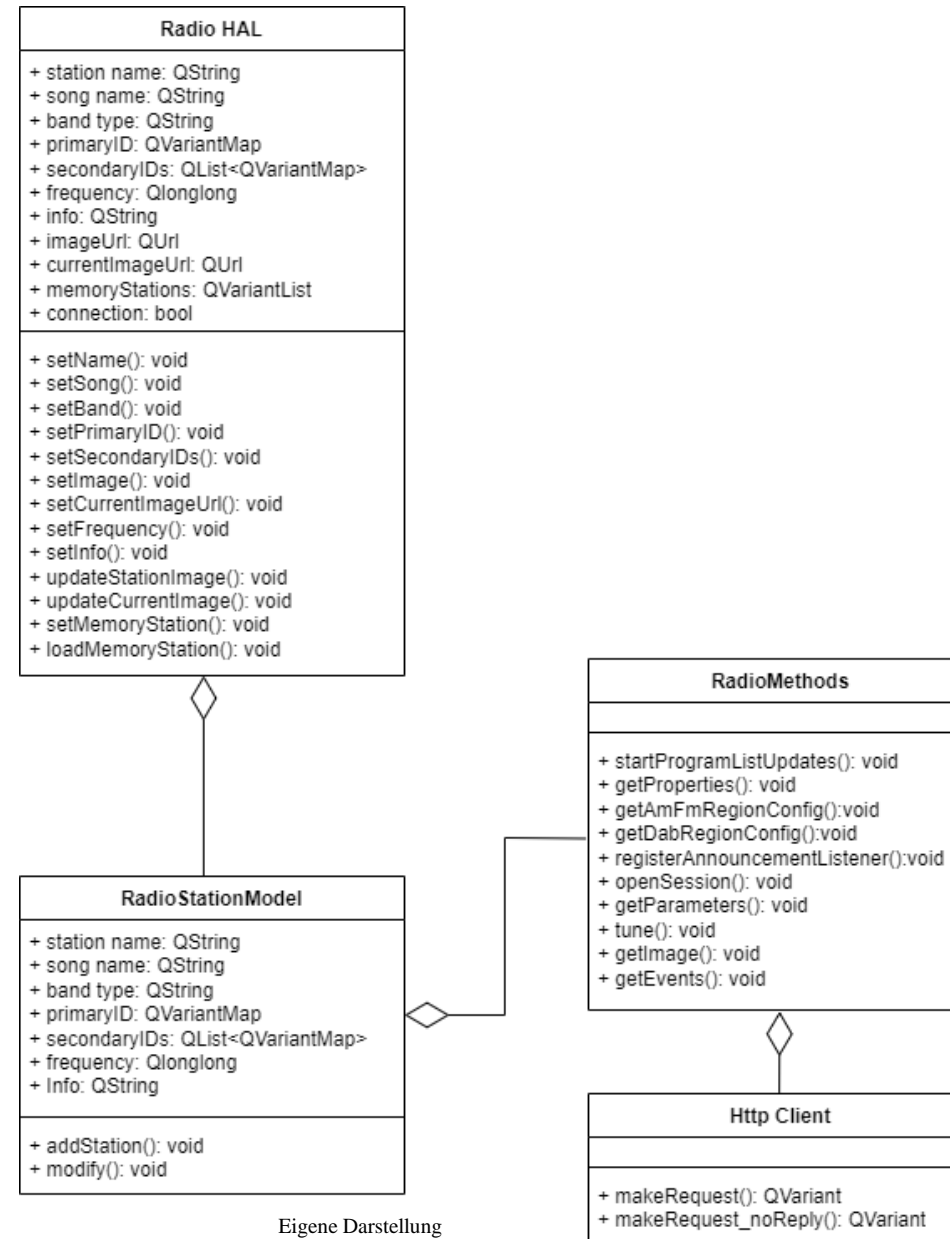 Radio HAL
+ station name: QString
+ song name: QString
+ band type: QString
+ primaryID: QVariantMap
+ secondaryIDs: QList<QVariantMap>
+ frequency: Qlonglong
+ info: QString
+ imageUrl: QUrl
+ currentImageUrl: QUrl
+ memoryStations: QVariantList
+ connection: bool
+ setName(): void
+ setSong(): void
+ setBand(): void
+ setPrimaryID(): void
+ setSecondaryIDs(): void
+ setImage(): void
+ setCurrentImageUrl(): void
+ setFrequency(): void
+ setInfo(): void
+ updateStationImage(): void
+ updateCurrentImage(): void
+ setMemoryStation(): void
+ loadMemoryStation(): void
RadioStationModel
+ station name: QString
+ song name: QString
+ band type: QString
+ primaryID: QVariantMap
+ secondaryIDs: QList<QVariantMap>
+ frequency: Qlonglong
+ Info: QString
+ addStation(): void
+ modify(): void
RadioMethods
+ startProgramListUpdates(): void
+ getProperties(): void
+ getAmFmRegionConfig():void
+ getDabRegionConfig():void
+ registerAnnouncementListener():void
+ openSession(): void
+ getParameters(): void
+ tune(): void
+ getImage(): void
+ getEvents(): void
Http Client
+ makeRequest(): QVariant
+ makeRequest_noReply(): QVariant
Eigene Darstellung